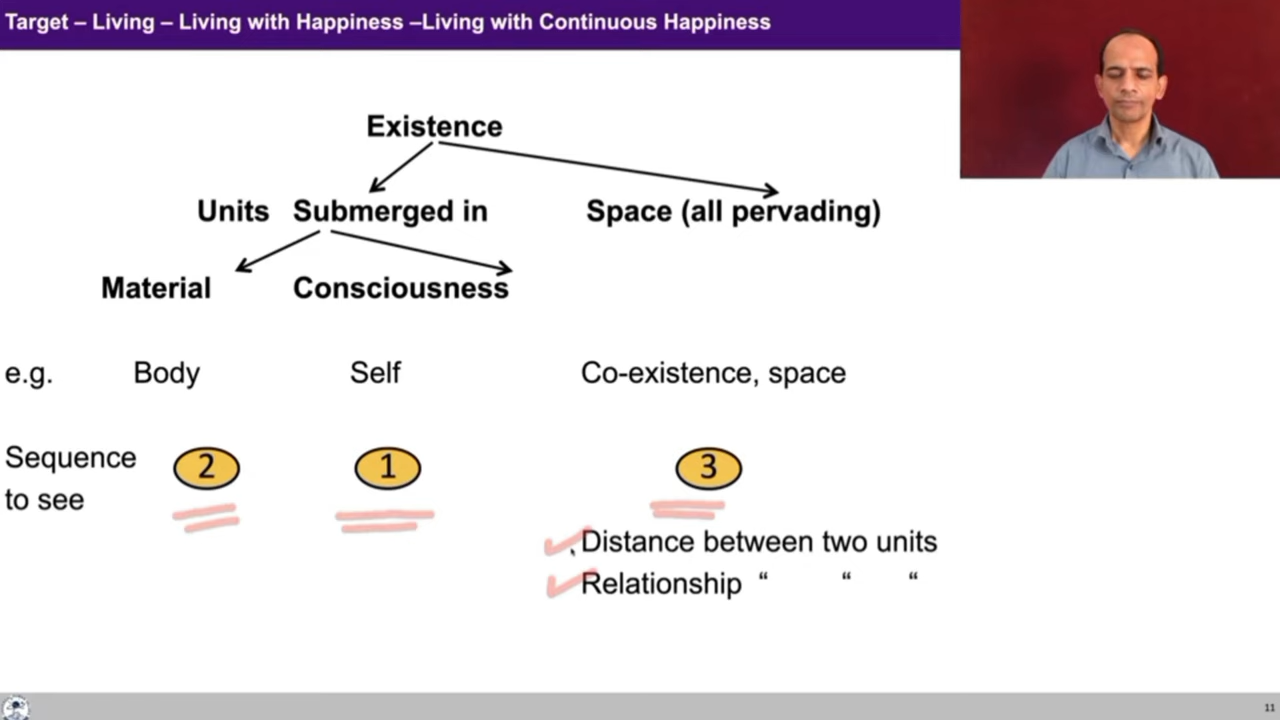 Target – Living – Living with Happiness –Living with Continuous Happiness
Existence
Units Submerged in Space (all pervading)
Material Consciousness
e.g. Body Self Co-existence, space
Sequence 2 1 3
to see
Distance between two units
Relationship “ “ “
11